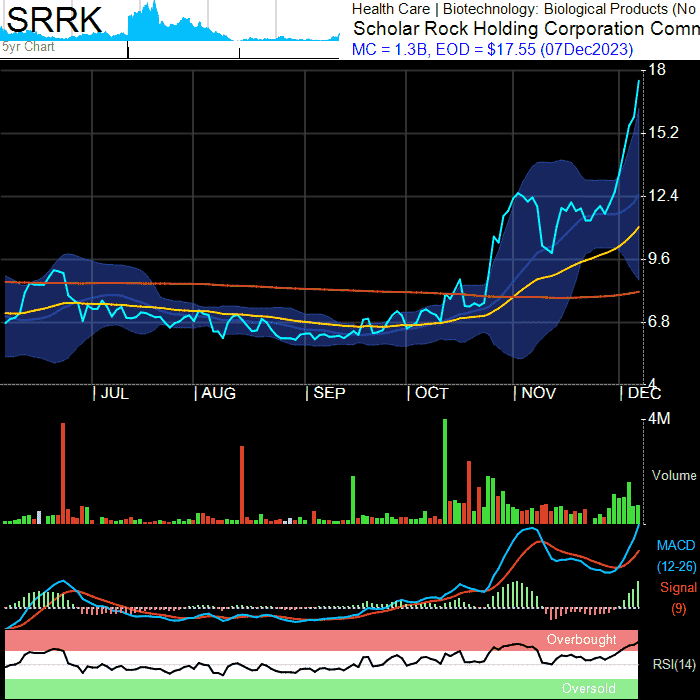 SRRK
5yr Chart
Health Care | Biotechnology: Biological Products (No
Scholar Rock Holding Corporation Comm
MC = 1.3B, EOD = $17.55 (07Dec2023)
18
15.2
12.4
9.6
6.8
4
JUL
AUG
SEP
OCT
NOV
DEC
4M
Volume
MACD
(12-26)
Signal
(9)
Overbought
RSI(14)
Oversold